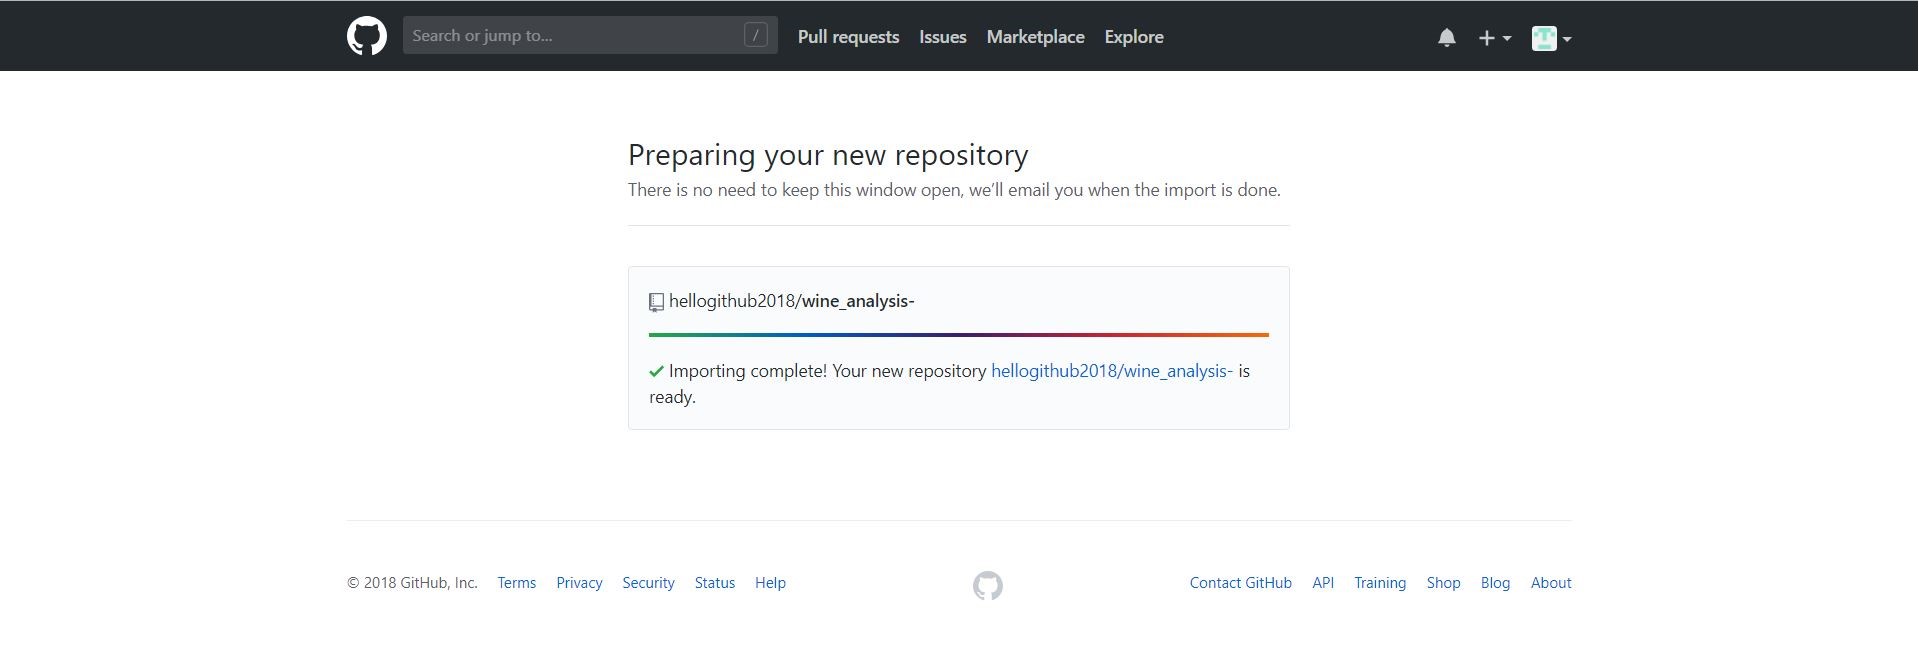 Search or jump to... /
Pull requests Issues Marketplace Explore
Preparing your new repository
There is no need to keep this window open, we’ll email you when the import is done.
hellogithub2018/wine_analysis-
Importing complete! Your new repository hellogithub2018/wine_analysis- is
ready.
© 2018 GitHub, Inc. Terms Privacy Security Status Help
Contact GitHub API Training Shop Blog About